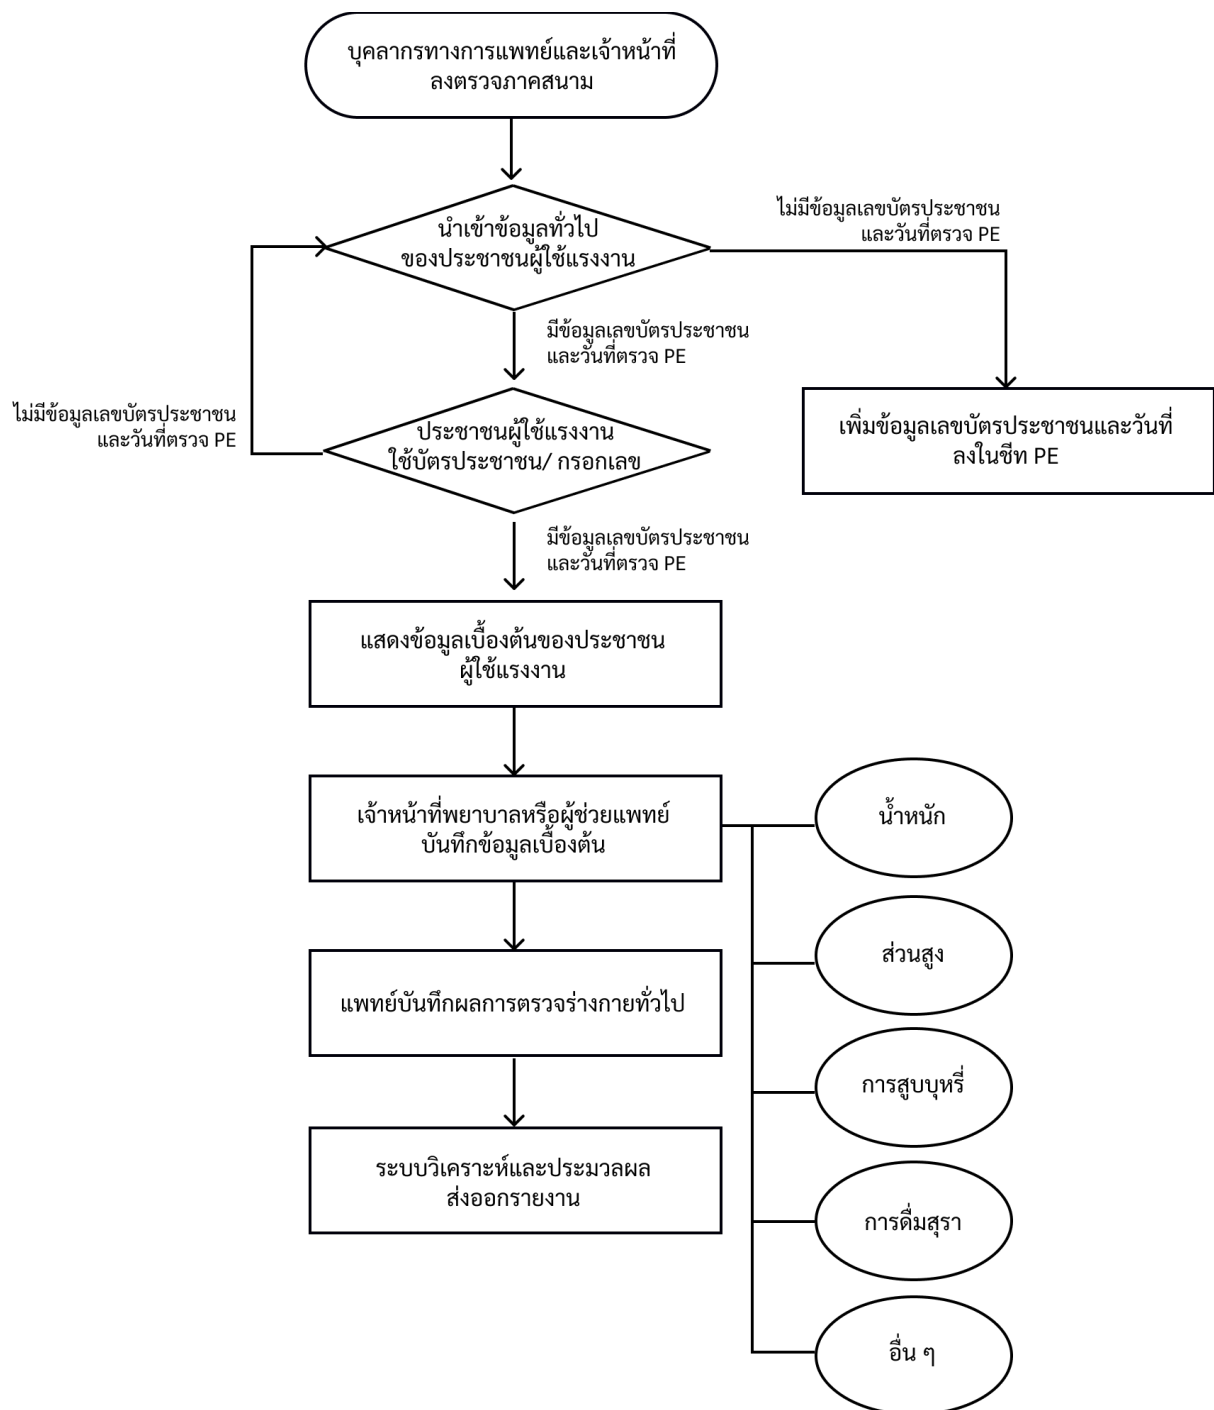 บุคลากรทางการแพทย์และเจ้าหน้าที่
ลงตรวจภาคสนาม
นำเข้าข้อมูลทั่วไป
ของประชาชนผู้ใช้แรงงาน
ไม่มีข้อมูลเลขบัตรประชาชน
และวันที่ตรวจ PE
มีข้อมูลเลขบัตรประชาชน
และวันที่ตรวจ PE
เพิ่มข้อมูลเลขบัตรประชาชนและวันที่
ลงในชีท PE
ไม่มีข้อมูลเลขบัตรประชาชน
และวันที่ตรวจ PE
ประชาชนผู้ใช้แรงงาน
ใช้บัตรประชาชน/ กรอกเลข
มีข้อมูลเลขบัตรประชาชน
และวันที่ตรวจ PE
แสดงข้อมูลเบื้องต้นของประชาชน
ผู้ใช้แรงงาน
เจ้าหน้าที่พยาบาลหรือผู้ช่วยแพทย์
บันทึกข้อมูลเบื้องต้น
น้ำหนัก
ส่วนสูง
แพทย์บันทึกผลการตรวจร่างกายทั่วไป
การสูบบุหรี่
ระบบวิเคราะห์และประมวลผล
ส่งออกรายงาน
การดื่มสุรา
อื่น ๆ